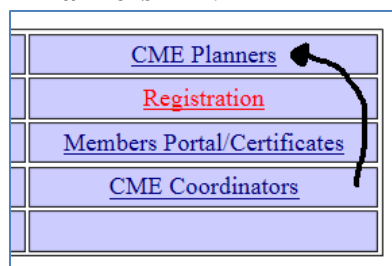 CME Planners
Registration
Members Portal/Certificates
CME Coordinators